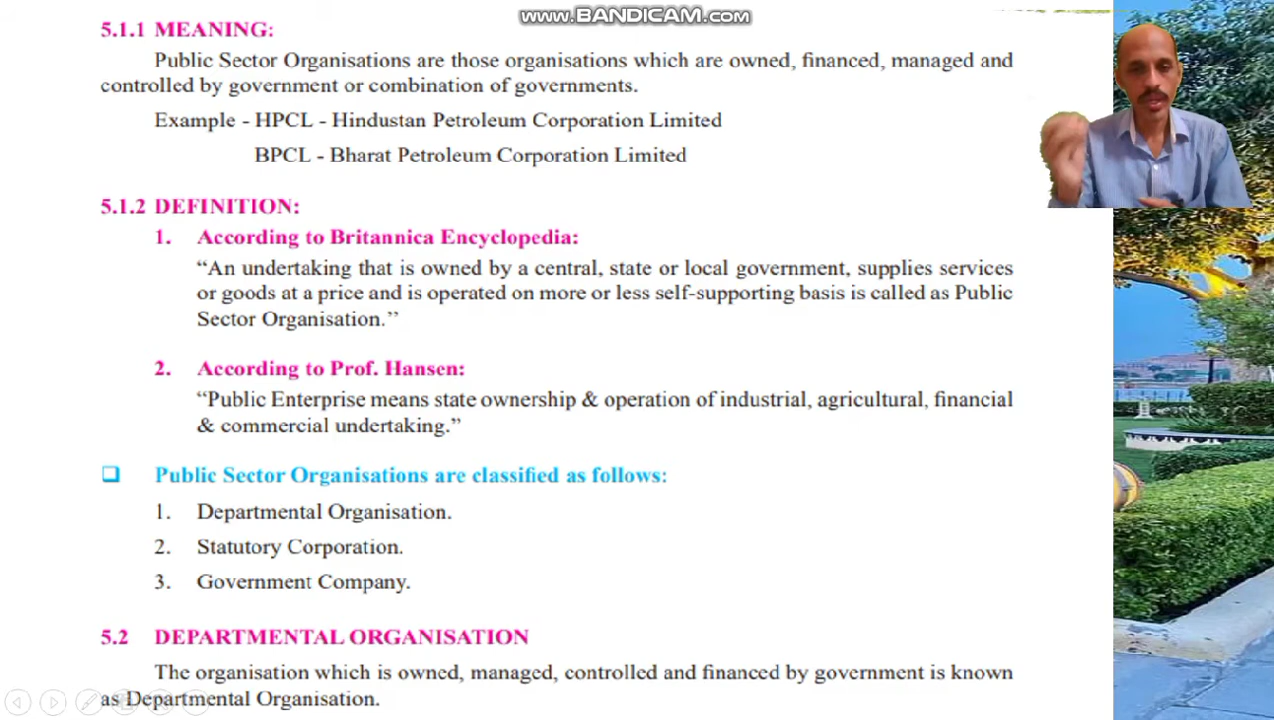 www.BANDICAM.com
5.1.1 MEANING:
Public Sector Organisations are those organisations which are owned, financed, managed and
controlled by government or combination of governments.
Example - HPCL - Hindustan Petroleum Corporation Limited
BPCL - Bharat Petroleum Corporation Limited
5.1.2 DEFINITION:
1. According to Britannica Encyclopedia:
“An undertaking that is owned by a central, state or local government, supplies services
or goods at a price and is operated on more or less self-supporting basis is called as Public
Sector Organisation.”
2. According to Prof. Hansen:
“Public Enterprise means state ownership & operation of industrial, agricultural, financial
& commercial undertaking.”
❑ Public Sector Organisations are classified as follows:
1. Departmental Organisation.
2. Statutory Corporation.
3. Government Company.
5.2 DEPARTMENTAL ORGANISATION
The organisation which is owned, managed, controlled and financed by government is known
as Departmental Organisation.